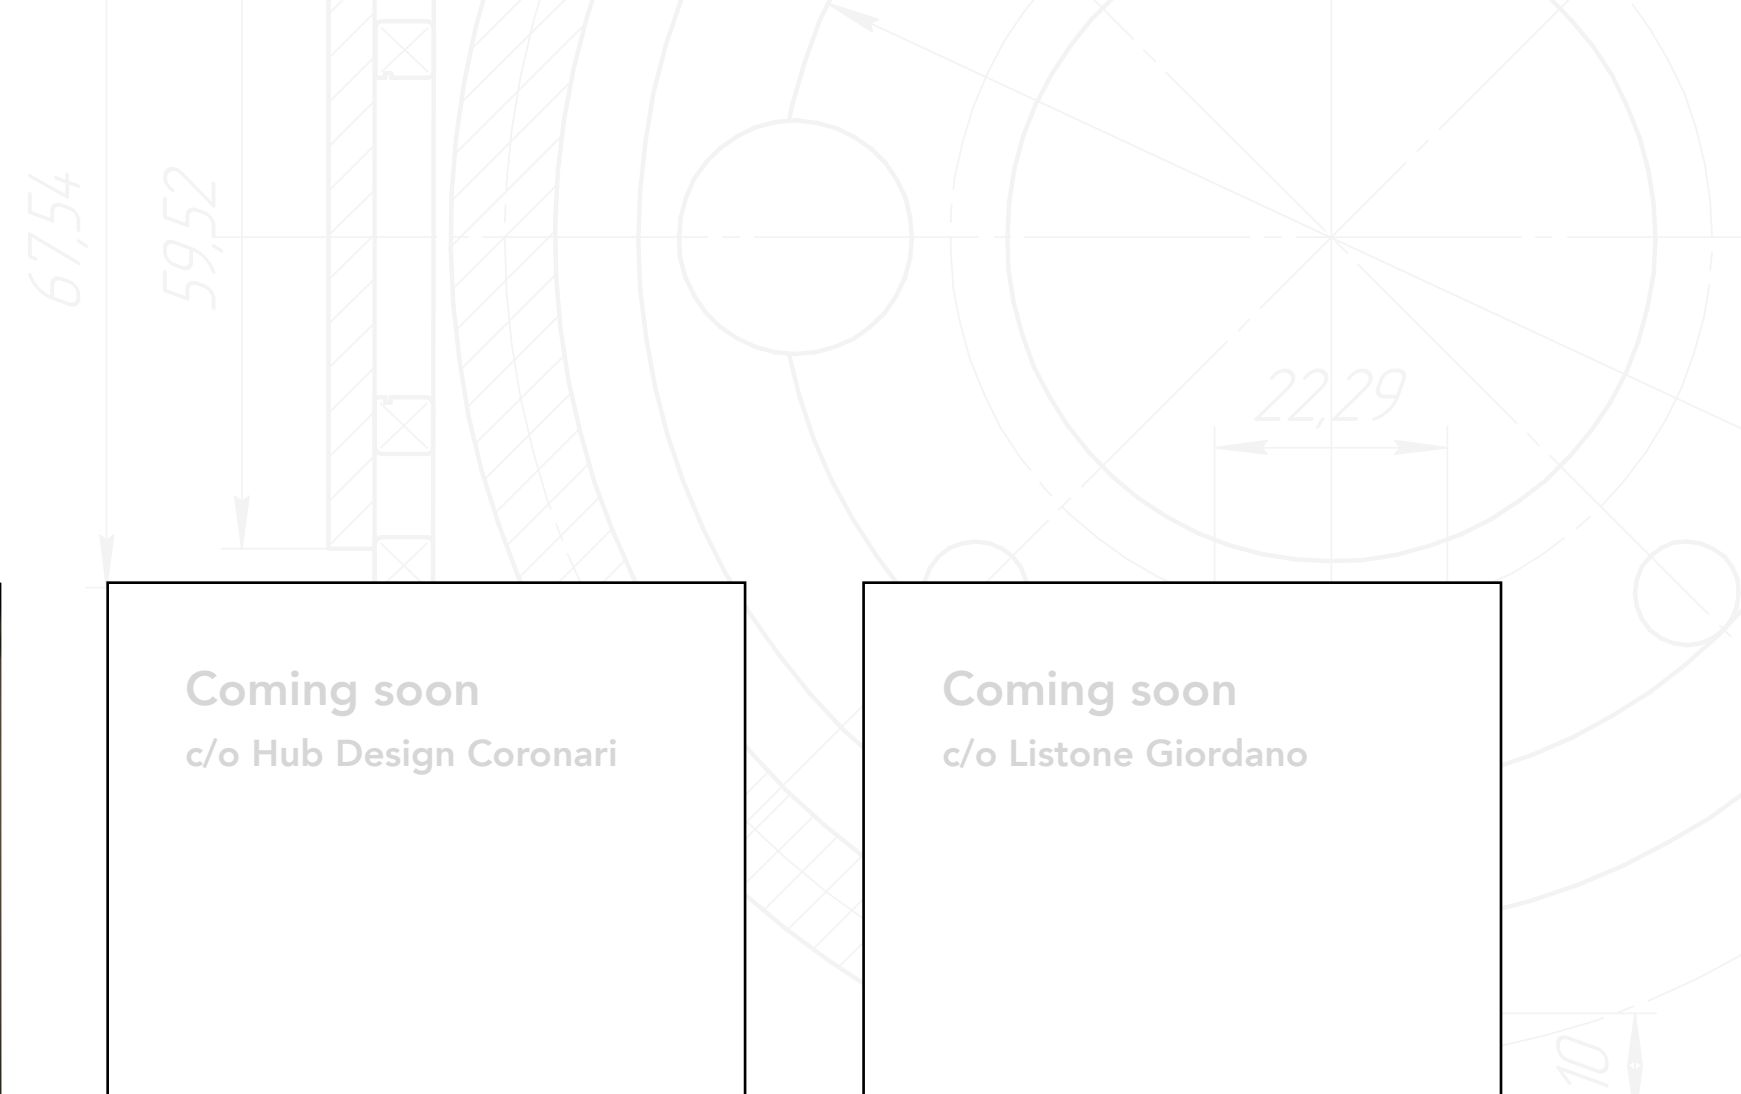 67,54
59,52
22,29
Coming soon
c/o Hub Design Coronari
Coming soon
c/o Listone Giordano
10